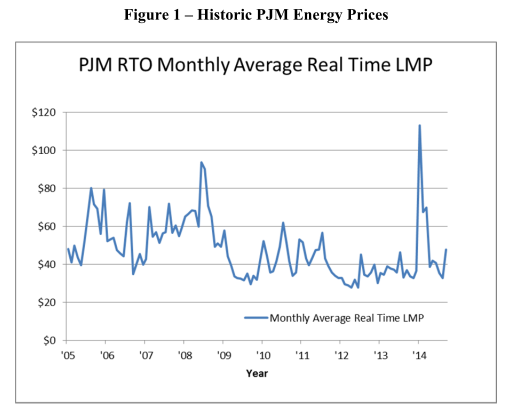 Figure 1 – Historic PJM Energy Prices
PJM RTO Monthly Average Real Time LMP
$120
$100
$80
$60
$40
$20
$0
Monthly Average Real Time LMP
'05 '06 '07 '08 '09 '10 '11 '12 '13 '14
Year